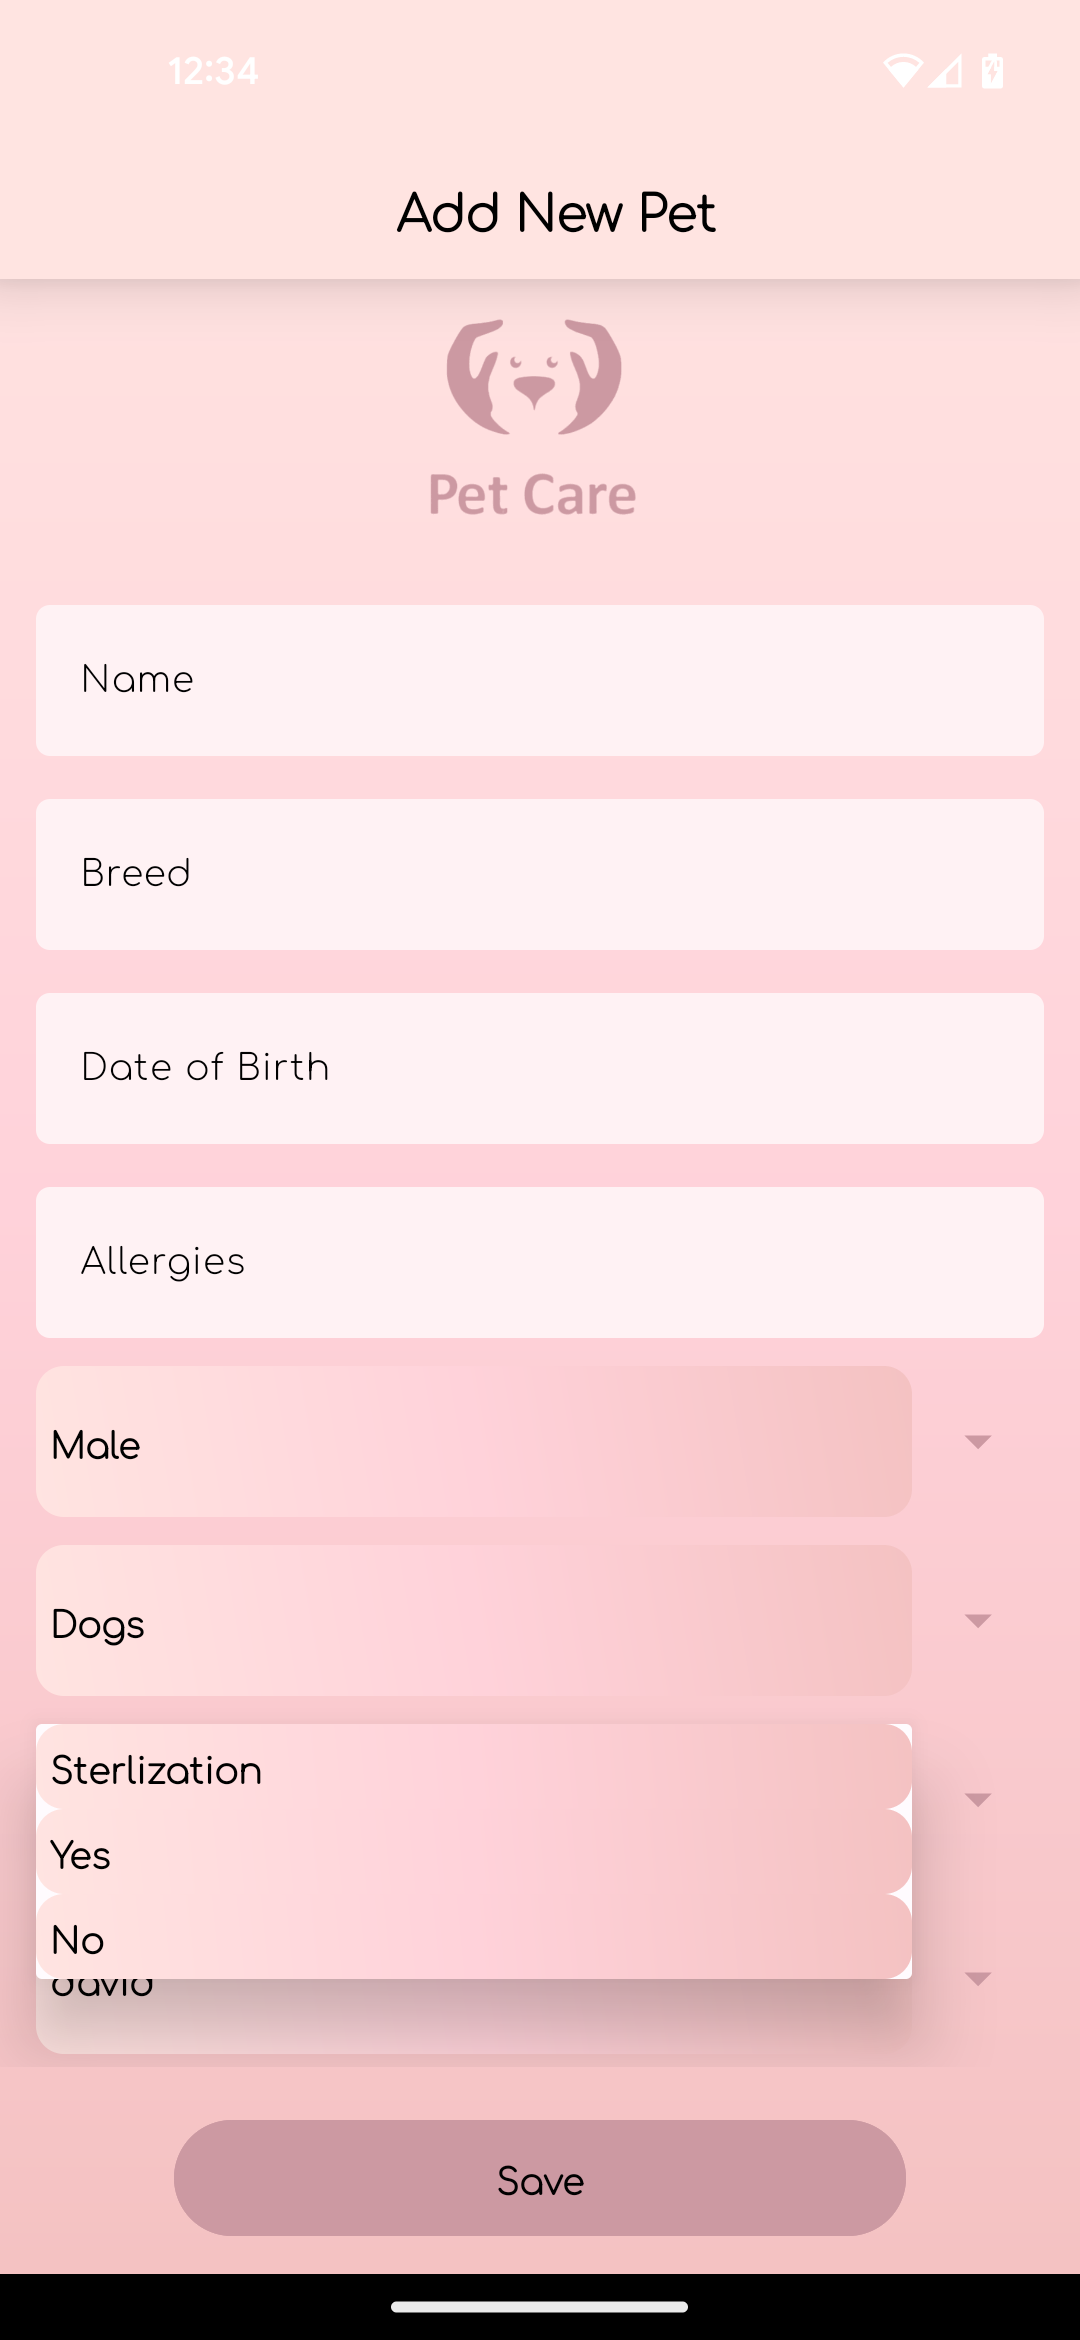 12:34
Add New Pet
Pet Care
Name
Breed
Date of Birth
Allergies
Male
Dogs
Sterlization
Yes
No
david
Save